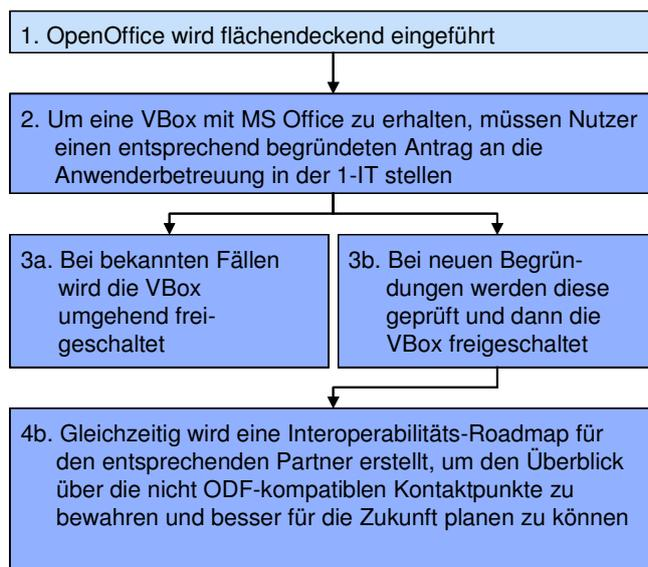 1. OpenOffice wird flächendeckend eingeführt
2. Um eine VBox mit MS Office zu erhalten, müssen Nutzer
einen entsprechend begründeten Antrag an die
Anwenderbetreuung in der 1-IT stellen
3a. Bei bekannten Fällen
wird die VBox
umgehend frei-
geschaltet
3b. Bei neuen Begrün-
dungen werden diese
geprüft und dann die
VBox freigeschaltet
4b. Gleichzeitig wird eine Interoperabilitäts-Roadmap für
den entsprechenden Partner erstellt, um den Überblick
über die nicht ODF-kompatiblen Kontaktpunkte zu
bewahren und besser für die Zukunft planen zu können